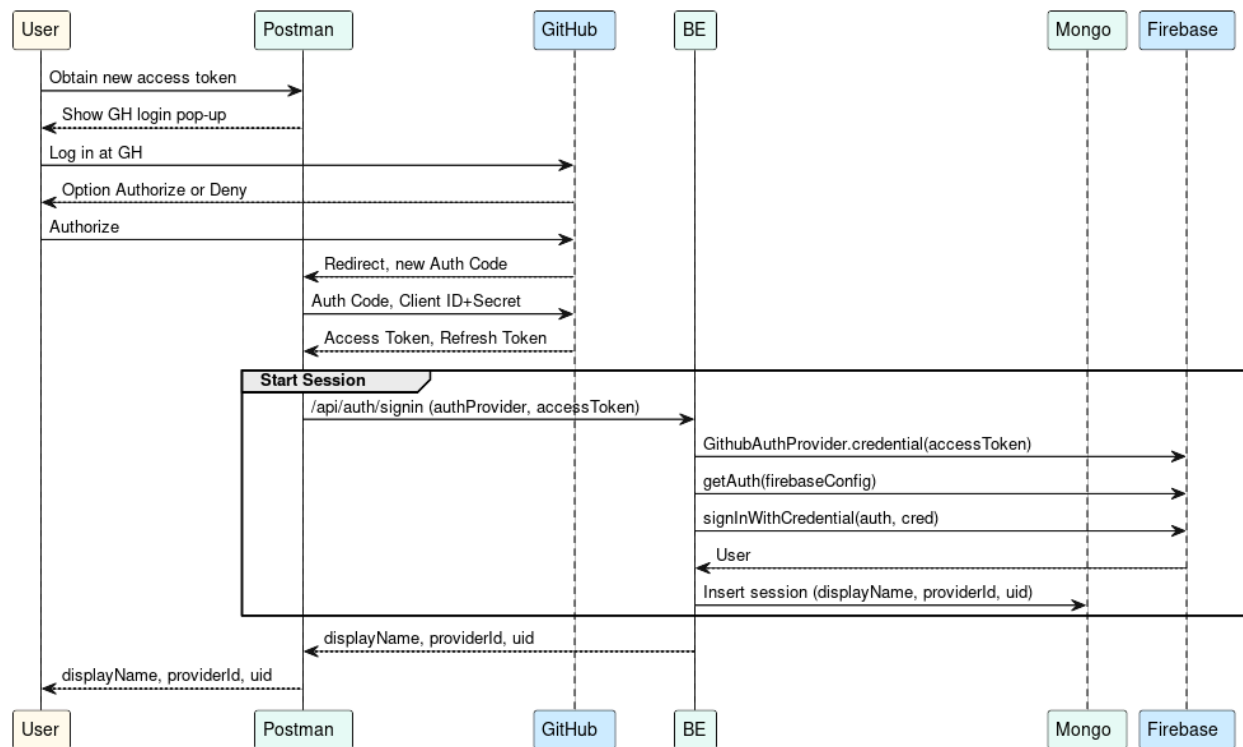 User Postman GitHub BE Mongo Firebase
Obtain new access token
Show GH login pop-up
Log in at GH
Option Authorize or Deny
Authorize
Redirect, new Auth Code
Auth Code, Client ID+Secret
Access Token, Refresh Token
Start Session
/api/auth/signin (authProvider, accessToken)
GithubAuthProvider.credential(accessToken)
getAuth(firebaseConfig)
signInWithCredential(auth, cred)
User
Insert session (displayName, providerId, uid)
displayName, providerId, uid
displayName, providerId, uid
User Postman GitHub BE Mongo Firebase